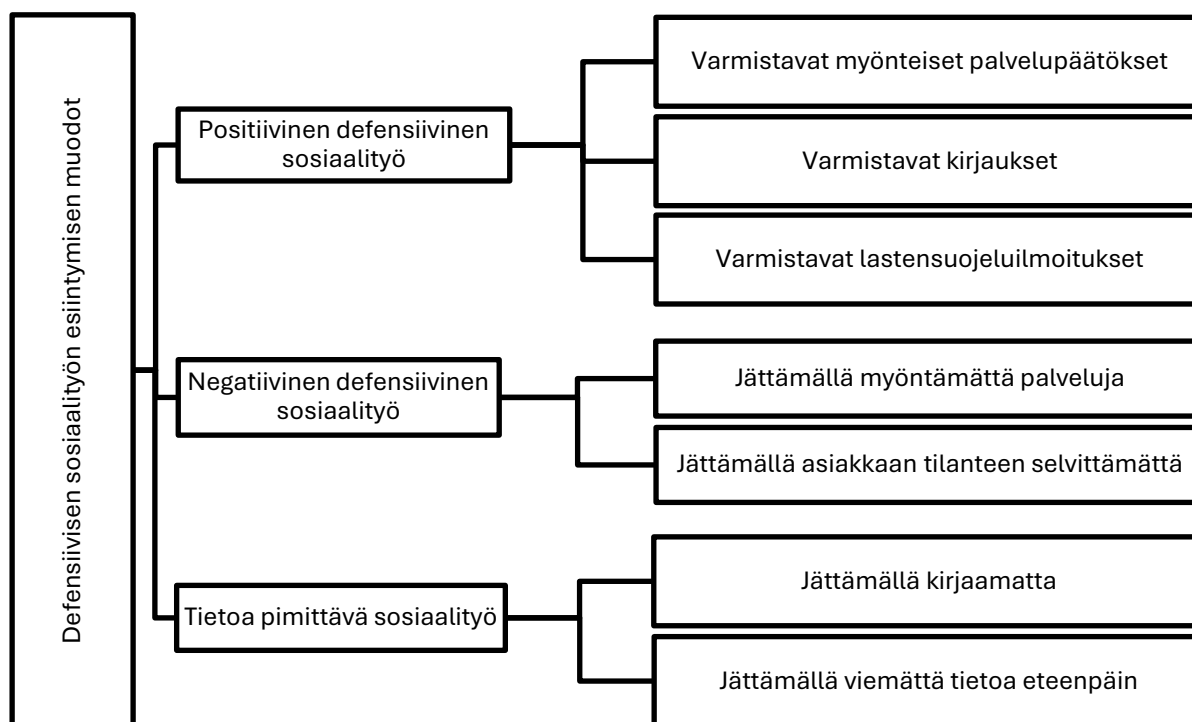 Defensiivisen sosiaalityön esiintymisen muodot
Positiivinen defensiivinen
sosiaalityö
Varmistavat myönteiset palvelupäätökset
Varmistavat kirjaukset
Varmistavat lastensuojeluilmoitukset
Negatiivinen defensiivinen
sosiaalityö
Jättämällä myöntämättä palveluja
Jättämällä asiakkaan tilanteen selvittämättä
Tietoa pimittävä sosiaalityö
Jättämällä kirjaamatta
Jättämällä viemättä tietoa eteenpäin